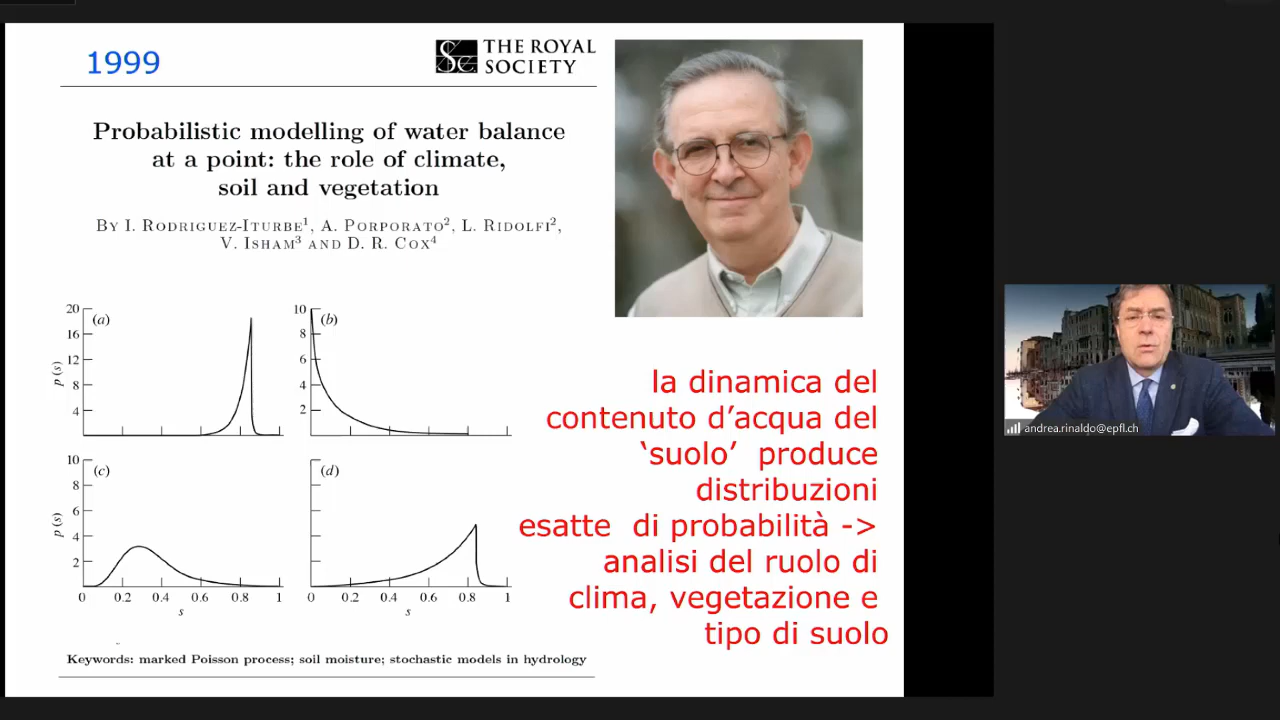 1999
THE ROYAL
SOCIETY
Probabilistic modelling of water balance
at a point: the role of climate,
soil and vegetation
By I. Rodriguez-Iturbe¹, A. Porporato², L. Ridolfi²,
V. Isham³ and D. R. Cox⁴
20
16
12
8
4
p (s)
(a)
10
8
6
4
2
(b)
10
8
6
4
2
p (s)
(c)
0 0.2 0.4 0.6 0.8 1
s
(d)
0 0.2 0.4 0.6 0.8 1
s
Keywords: marked Poisson process; soil moisture; stochastic models in hydrology
la dinamica del
contenuto d’acqua del
‘suolo’ produce
distribuzioni
esatte di probabilità ->
analisi del ruolo di
clima, vegetazione e
tipo di suolo
andrea.rinaldo@epfl.ch